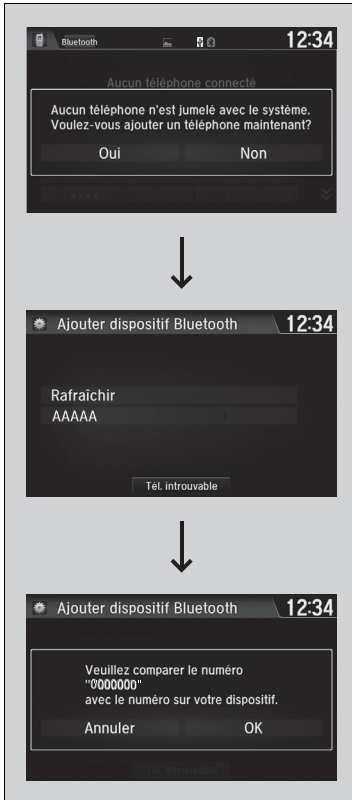 Bluetooth
12:34
Aucun téléphone connecté
Aucun téléphone n'est jumelé avec le système.
Voulez-vous ajouter un téléphone maintenant?
Oui Non
Ajouter dispositif Bluetooth 12:34
Rafraîchir
AAAAA
Tél. introuvable
Ajouter dispositif Bluetooth 12:34
Veuillez comparer le numéro
"000000"
avec le numéro sur votre dispositif.
Annuler OK
Tél. introuvable